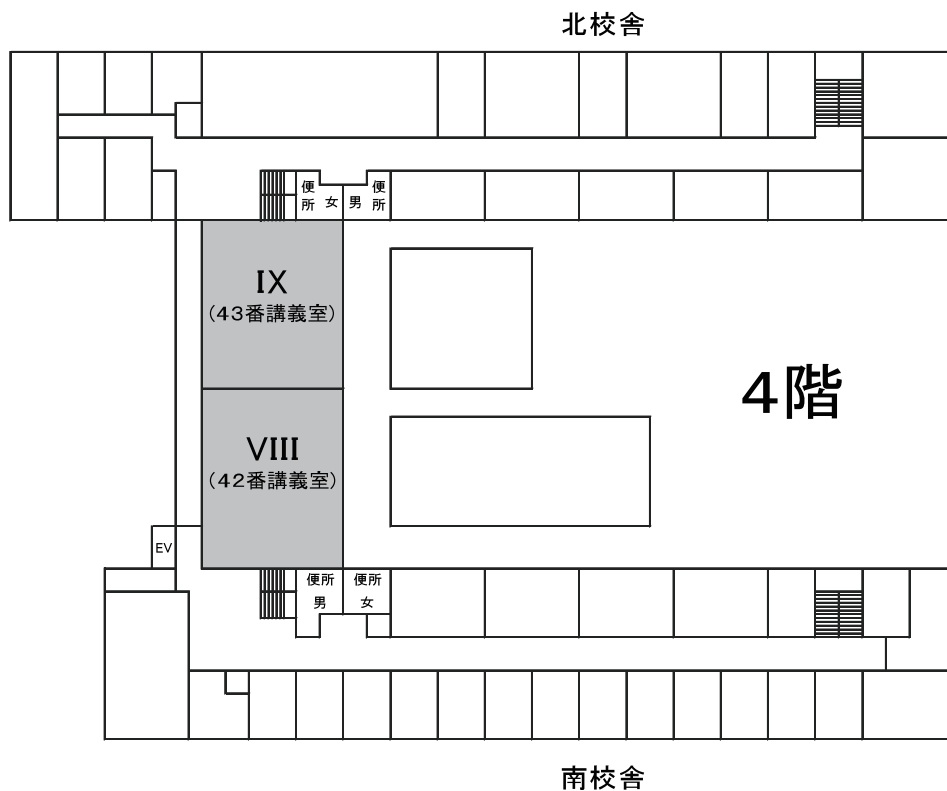 北校舎
便所
女
男
便所
IX
(43番講義室)
4階
VIII
(42番講義室)
EV
便所
男
便所
女
南校舎